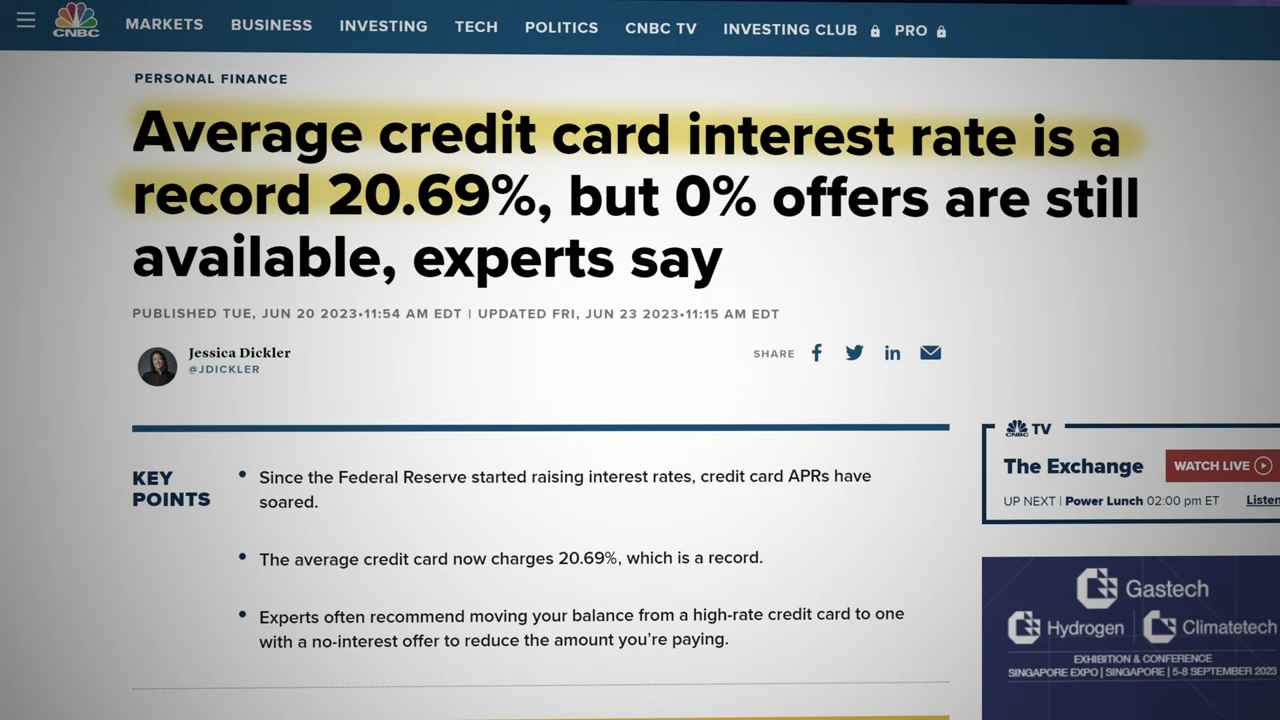 CNBC
MARKETS BUSINESS INVESTING TECH POLITICS CNBC TV INVESTING CLUB PRO
PERSONAL FINANCE
Average credit card interest rate is a
record 20.69%, but 0% offers are still
available, experts say
PUBLISHED TUE, JUN 20 2023•11:54 AM EDT | UPDATED FRI, JUN 23 2023•11:15 AM EDT
Jessica Dickler
@JDICKLER
SHARE
KEY
POINTS
• Since the Federal Reserve started raising interest rates, credit card APRs have
soared.
• The average credit card now charges 20.69%, which is a record.
• Experts often recommend moving your balance from a high-rate credit card to one
with a no-interest offer to reduce the amount you're paying.
CNBC TV
The Exchange
WATCH LIVE
UP NEXT | Power Lunch 02:00 pm ET
Listen
Gastech
Hydrogen Climatetech
EXHIBITION & CONFERENCE
SINGAPORE EXPO | SINGAPORE | 5-8 SEPTEMBER 2023